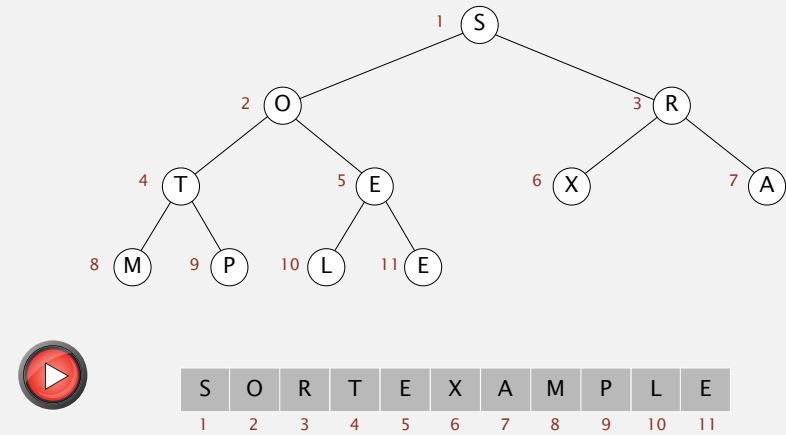 1 S
2 O 3 R
4 T 5 E 6 X 7 A
8 M 9 P 10 L 11 E
S O R T E X A M P L E
1 2 3 4 5 6 7 8 9 10 11